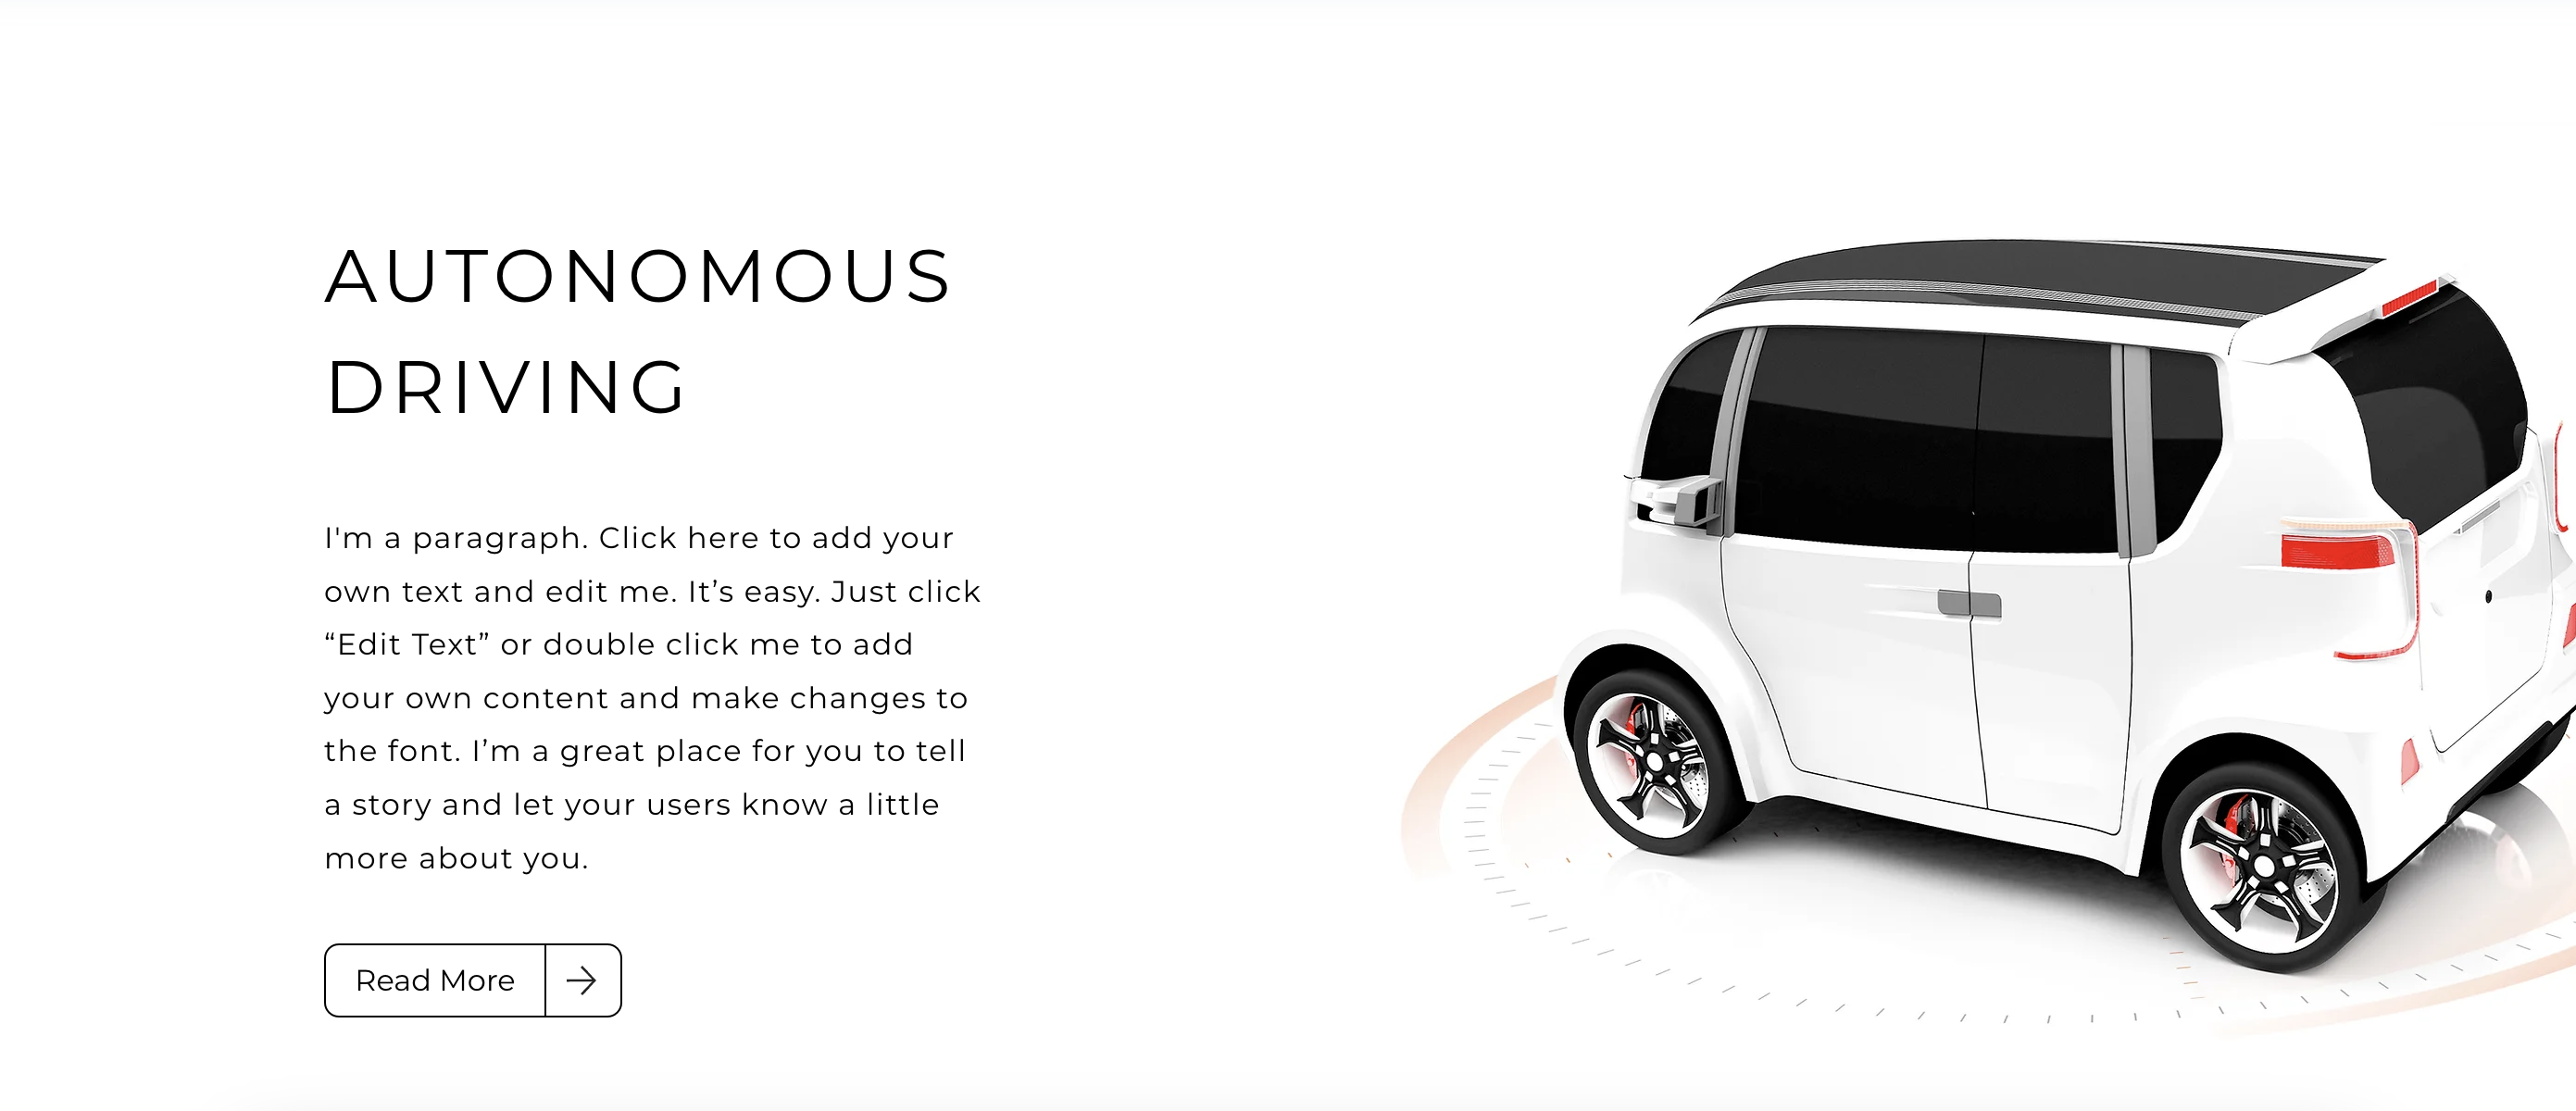 AUTONOMOUS
DRIVING
I'm a paragraph. Click here to add your
own text and edit me. It’s easy. Just click
“Edit Text” or double click me to add
your own content and make changes to
the font. I’m a great place for you to tell
a story and let your users know a little
more about you.
Read More